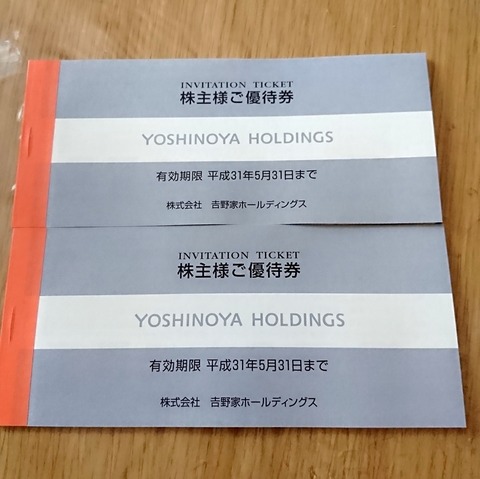 INVITATION TICKET
株主様ご優待券
YOSHINOYA HOLDINGS
有効期限 平成31年5月31日まで
株式会社 吉野家ホールディングス
INVITATION TICKET
株主様ご優待券
YOSHINOYA HOLDINGS
有効期限 平成31年5月31日まで
株式会社 吉野家ホールディングス